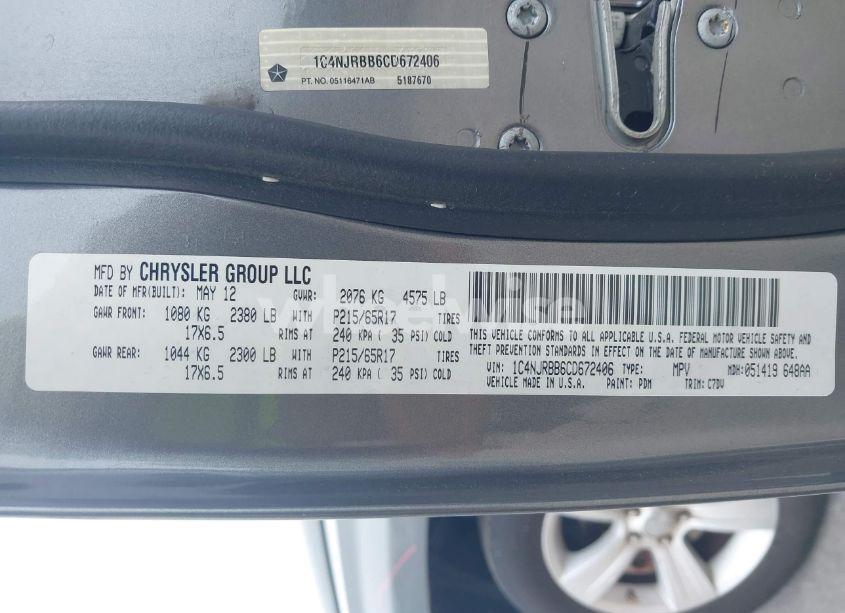 1C4NJRBB6CD672406
PT. NO. 05116471AB 5187670
MFD BY CHRYSLER GROUP LLC
DATE OF MFR(BUILT): MAY 12 GVWR: 2076 KG 4575 LB
GAWR FRONT: 1080 KG 2380 LB WITH P215/65R17 TIRES
17X6.5 RIMS AT 240 KPA ( 35 PSI) COLD
GAWR REAR: 1044 KG 2300 LB WITH P215/65R17 TIRES
17X6.5 RIMS AT 240 KPA ( 35 PSI) COLD
THIS VEHICLE CONFORMS TO ALL APPLICABLE U.S.A. FEDERAL MOTOR VEHICLE SAFETY AND
THEFT PREVENTION STANDARDS IN EFFECT ON THE DATE OF MANUFACTURE SHOWN ABOVE.
VIN: 1C4NJRBB6CD672406 TYPE: MPV MDH: 051419 648AA
VEHICLE MADE IN U.S.A. PAINT: PDM TRIM: C7DV